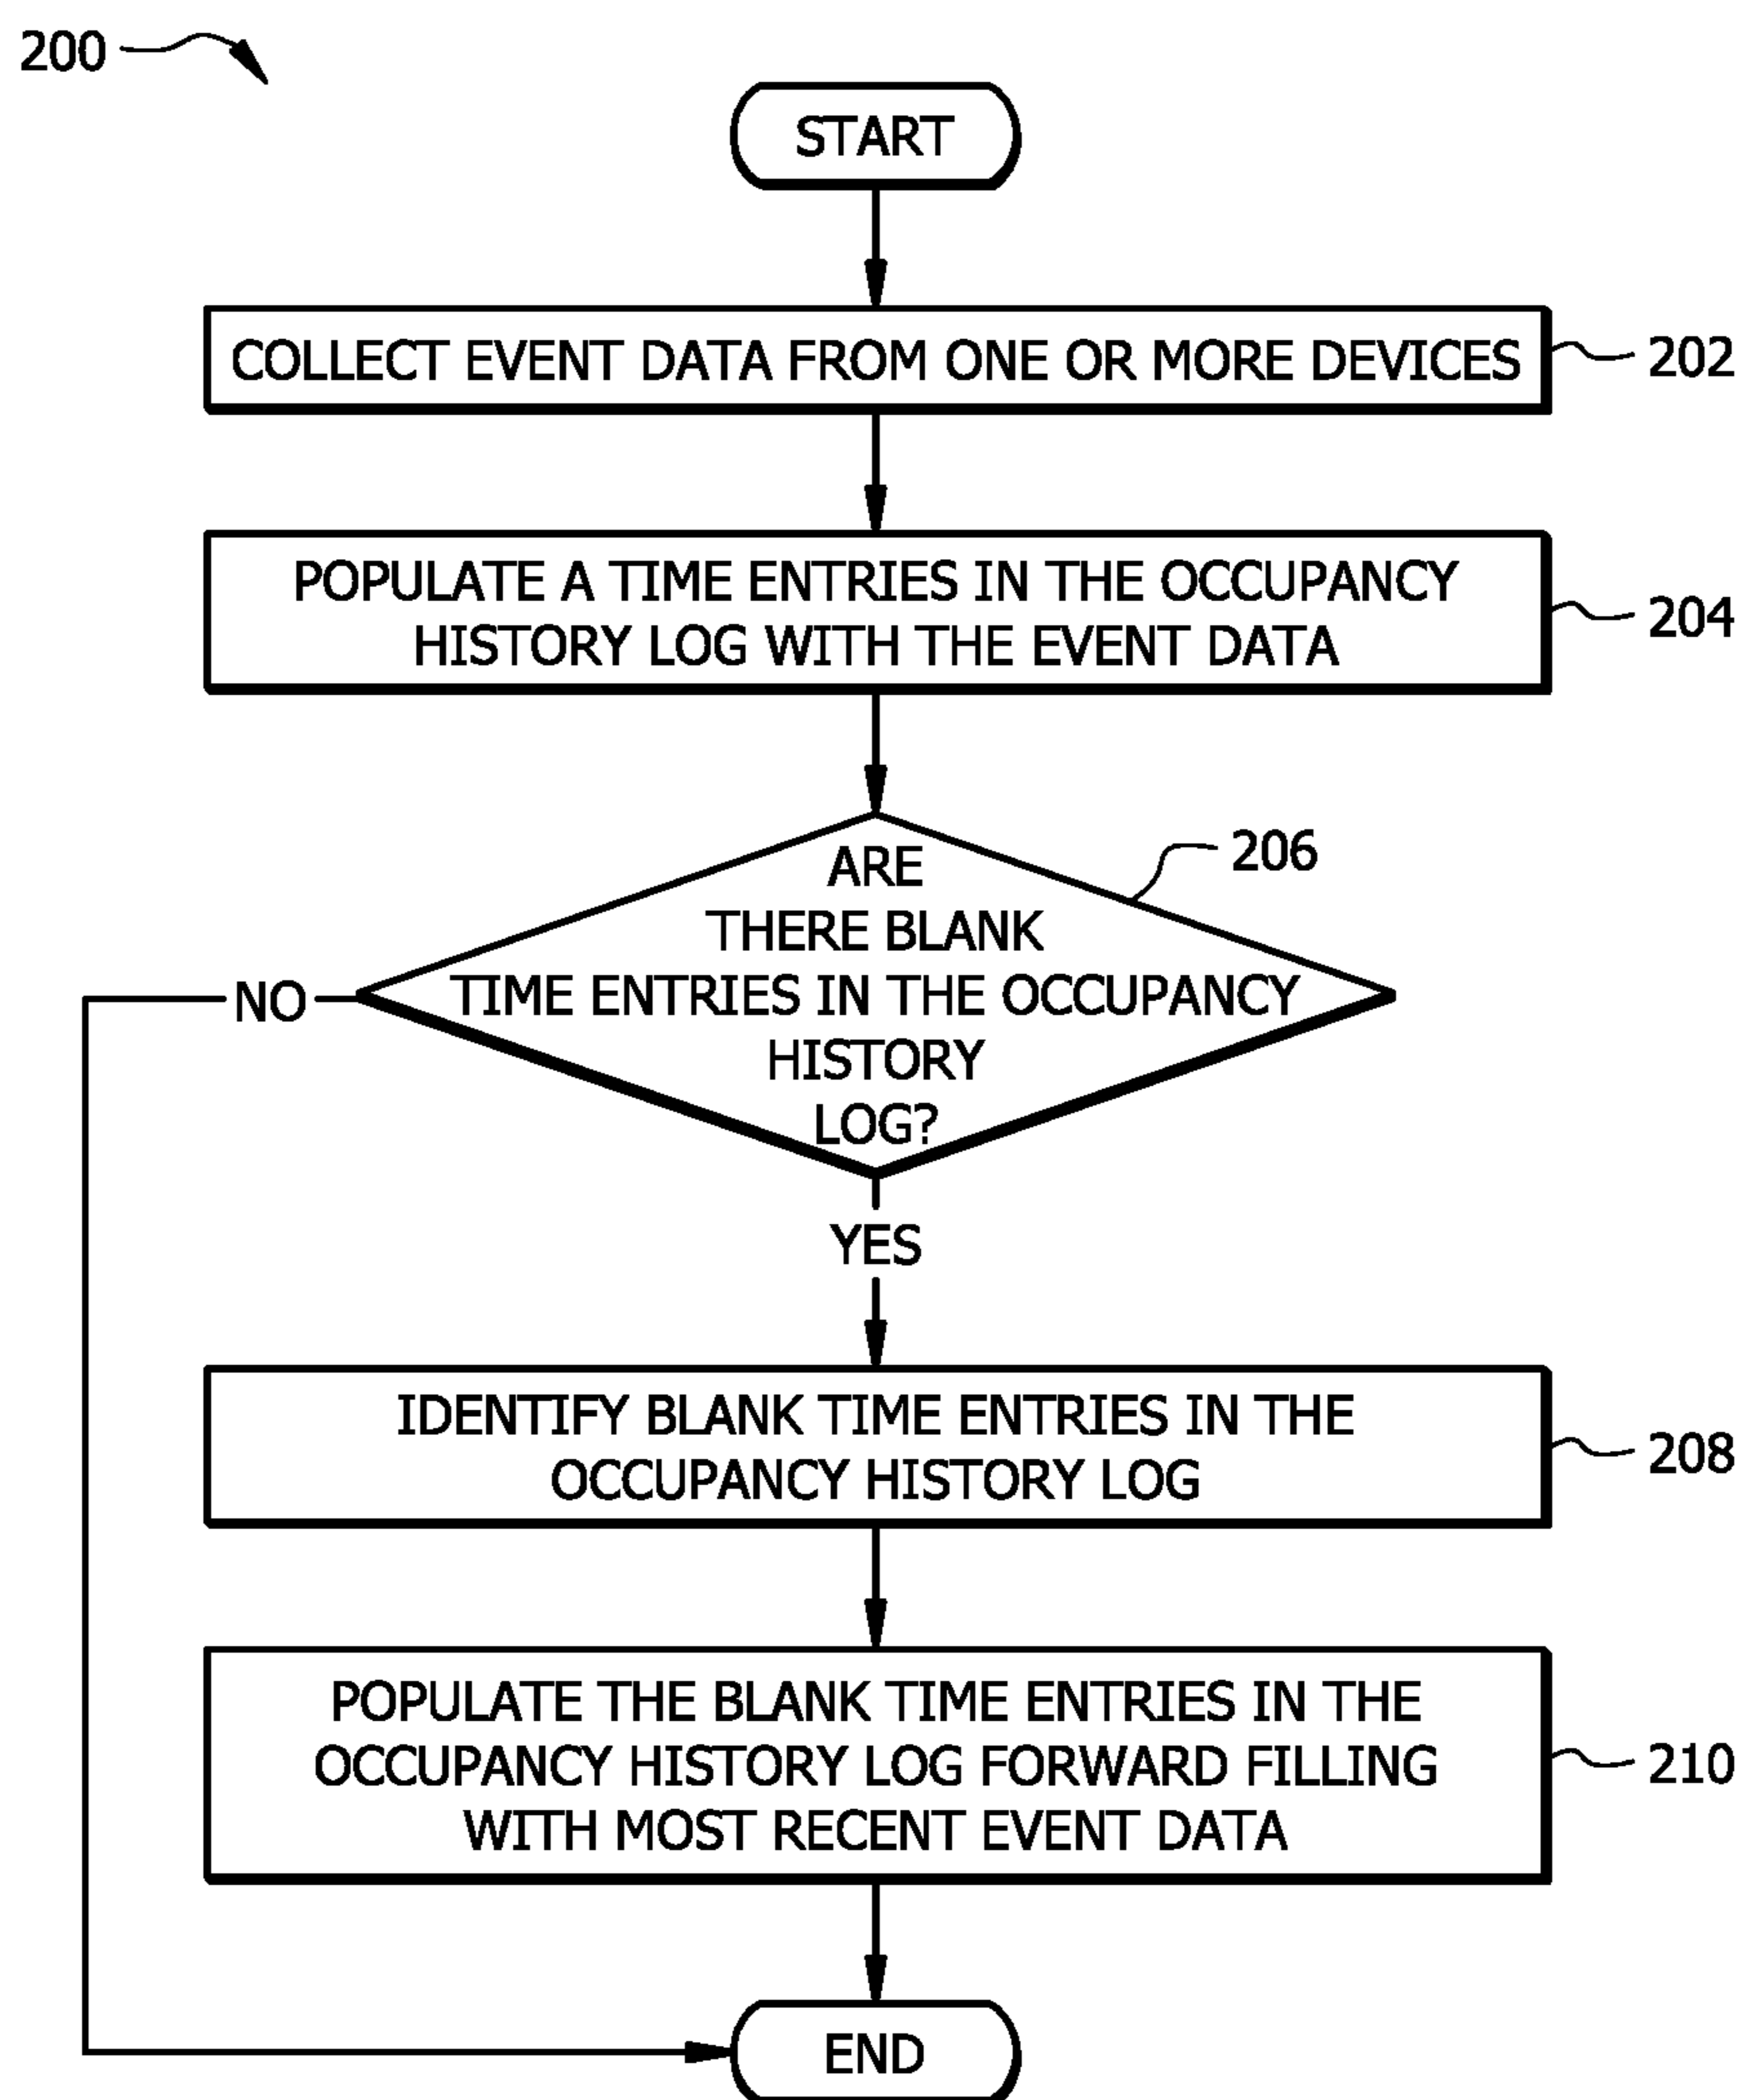 200
START
COLLECT EVENT DATA FROM ONE OR MORE DEVICES
202
POPULATE A TIME ENTRIES IN THE OCCUPANCY
HISTORY LOG WITH THE EVENT DATA
204
ARE
THERE BLANK
TIME ENTRIES IN THE OCCUPANCY
HISTORY
LOG?
206
NO
YES
IDENTIFY BLANK TIME ENTRIES IN THE
OCCUPANCY HISTORY LOG
208
POPULATE THE BLANK TIME ENTRIES IN THE
OCCUPANCY HISTORY LOG FORWARD FILLING
WITH MOST RECENT EVENT DATA
210
END